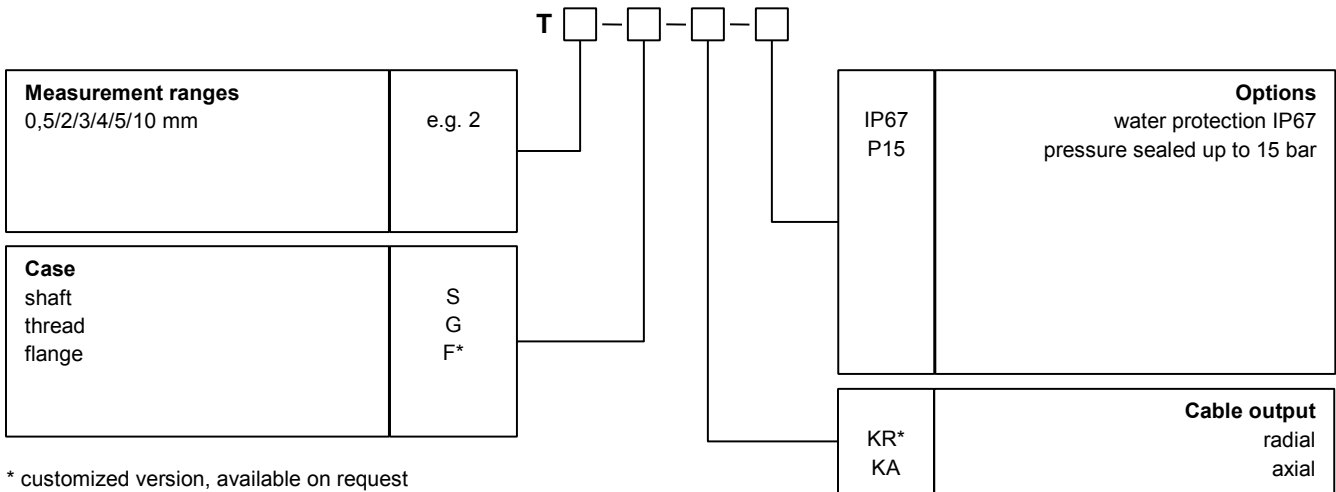 T – – –
Measurement ranges
0,5/2/3/4/5/10 mm e.g. 2
Case
shaft S
thread G
flange F*
* customized version, available on request
Options
IP67 water protection IP67
P15 pressure sealed up to 15 bar
Cable output
KR* radial
KA axial